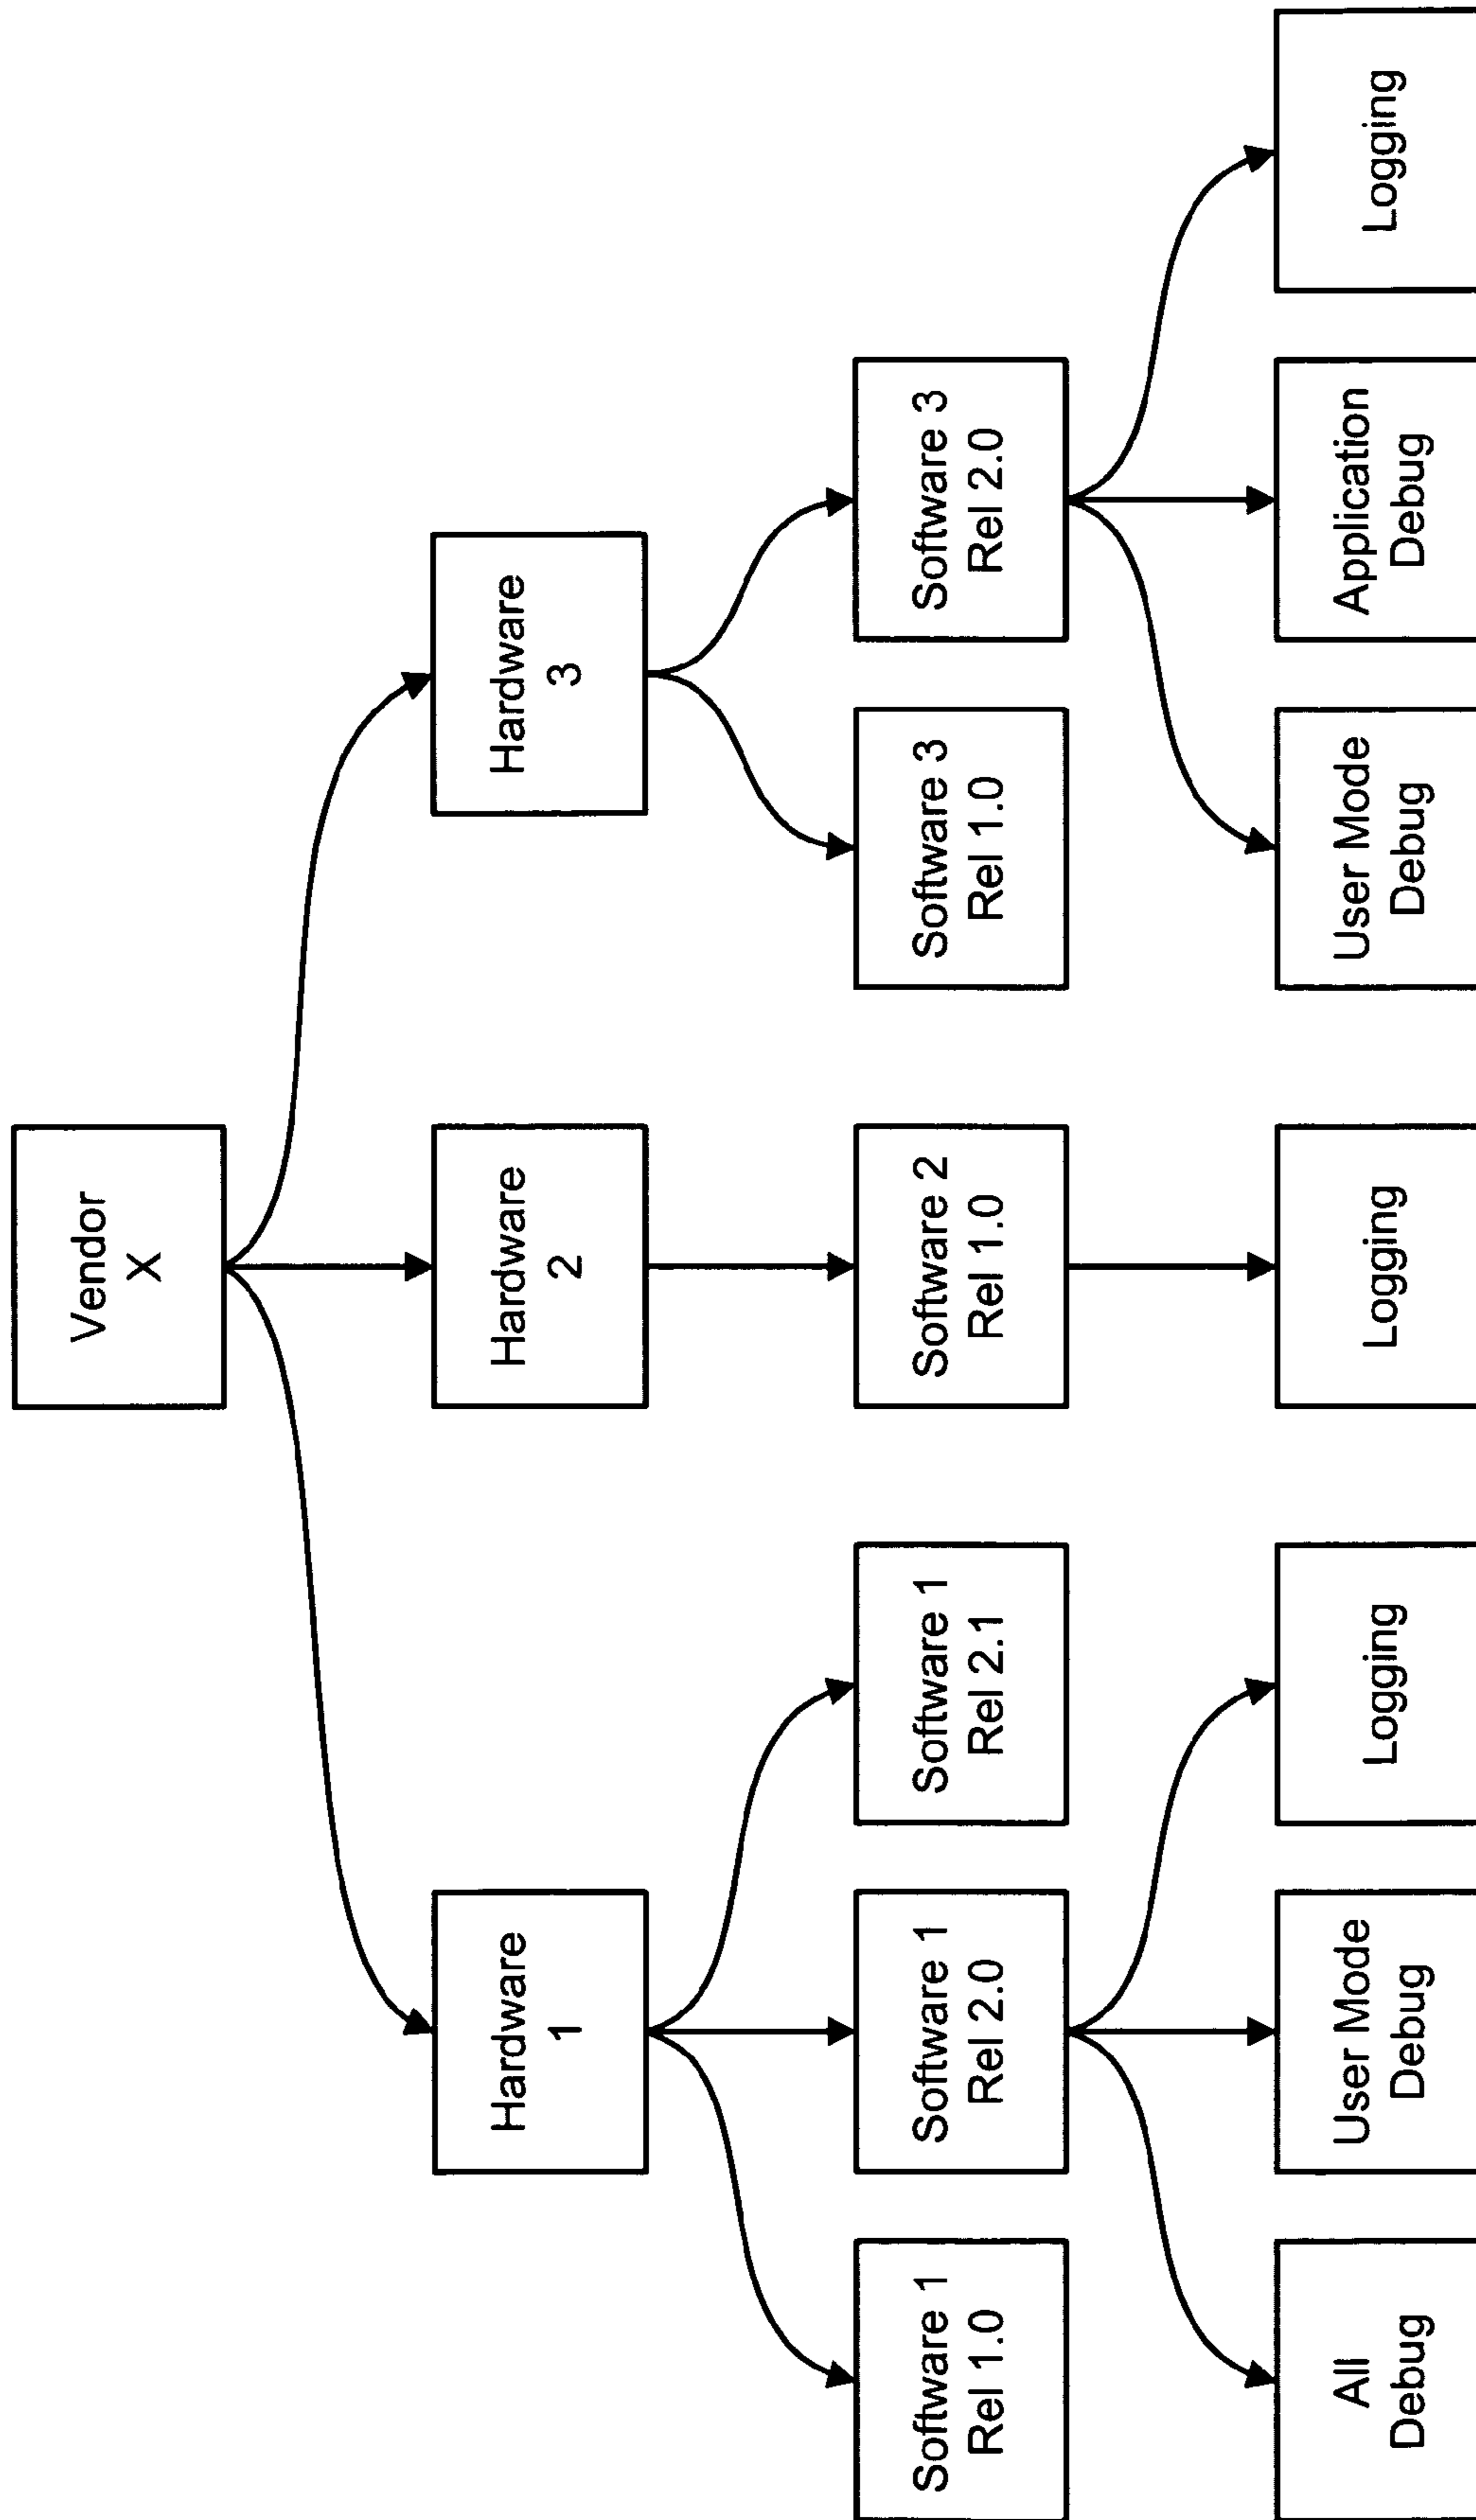 Vendor
X
Hardware
1
Hardware
2
Hardware
3
Software 1
Rel 1.0
Software 1
Rel 2.0
Software 1
Rel 2.1
Software 2
Rel 1.0
Software 3
Rel 1.0
Software 3
Rel 2.0
All
Debug
User Mode
Debug
Logging
Logging
User Mode
Debug
Application
Debug
Logging